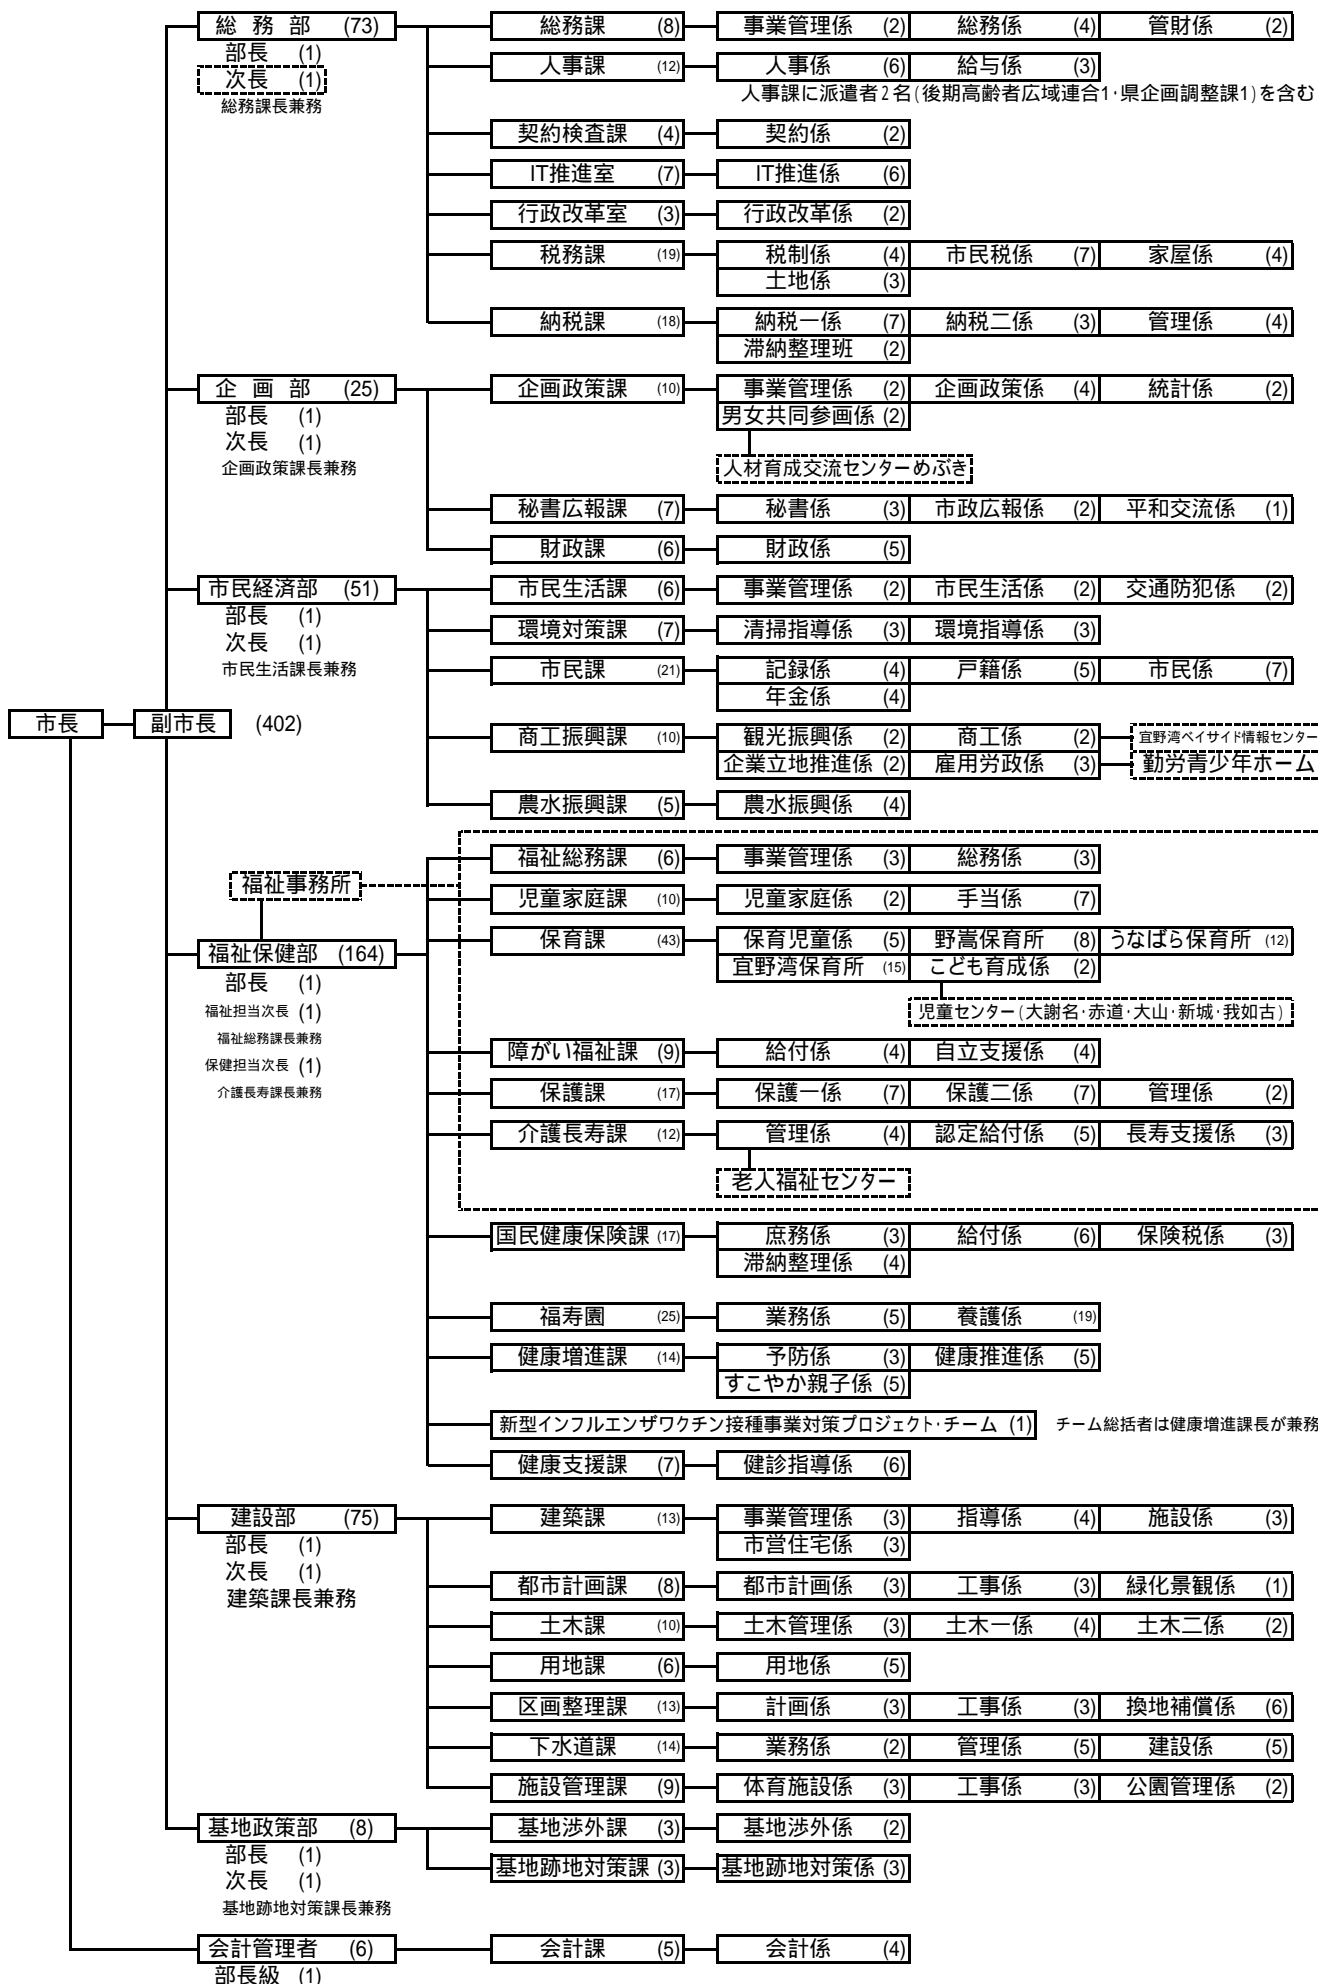 総務部 (73) 総務課 (8) 事業管理係 (2) 総務係 (4) 管財係 (2)
部長 (1)
次長 (1) 人事課 (12) 人事係 (6) 給与係 (3)
総務課長兼務 人事課に派遣者2名(後期高齢者広域連合1・県企画調整課1)を含む
契約検査課 (4) 契約係 (2)
IT推進室 (7) IT推進係 (6)
行政改革室 (3) 行政改革係 (2)
税務課 (19) 税制係 (4) 市民税係 (7) 家屋係 (4)
土地係 (3)
納税課 (18) 納税一係 (7) 納税二係 (3) 管理係 (4)
滞納整理班 (2)
企画部 (25) 企画政策課 (10) 事業管理係 (2) 企画政策係 (4) 統計係 (2)
部長 (1) 男女共同参画係 (2)
次長 (1)
企画政策課長兼務 人材育成交流センターめぶき
秘書広報課 (7) 秘書係 (3) 市政広報係 (2) 平和交流係 (1)
財政課 (6) 財政係 (5)
市民経済部 (51) 市民生活課 (6) 事業管理係 (2) 市民生活係 (2) 交通防犯係 (2)
部長 (1)
次長 (1) 環境対策課 (7) 清掃指導係 (3) 環境指導係 (3)
市民生活課長兼務 市民課 (21) 記録係 (4) 戸籍係 (5) 市民係 (7)
年金係 (4)
市長 副市長 (402)
商工振興課 (10) 観光振興係 (2) 商工係 (2) 宜野湾ベイサイド情報センター
企業立地推進係 (2) 雇用労政係 (3) 勤労青少年ホーム
農水振興課 (5) 農水振興係 (4)
福祉総務課 (6) 事業管理係 (3) 総務係 (3)
福祉事務所
児童家庭課 (10) 児童家庭係 (2) 手当係 (7)
保育課 (43) 保育児童係 (5) 野嵩保育所 (8) うなばら保育所 (12)
福祉保健部 (164) 宜野湾保育所 (15) こども育成係 (2)
部長 (1)
福祉担当次長 (1) 児童センター(大謝名・赤道・大山・新城・我如古)
福祉総務課長兼務
障がい福祉課 (9) 給付係 (4) 自立支援係 (4)
保健担当次長 (1)
介護長寿課長兼務 保護課 (17) 保護一係 (7) 保護二係 (7) 管理係 (2)
介護長寿課 (12) 管理係 (4) 認定給付係 (5) 長寿支援係 (3)
老人福祉センター
国民健康保険課 (17) 庶務係 (3) 給付係 (6) 保険税係 (3)
滞納整理係 (4)
福寿園 (25) 業務係 (5) 養護係 (19)
健康増進課 (14) 予防係 (3) 健康推進係 (5)
すこやか親子係 (5)
新型インフルエンザワクチン接種事業対策プロジェクト・チーム (1) チーム総括者は健康増進課長が兼務
健康支援課 (7) 健診指導係 (6)
建設部 (75) 建築課 (13) 事業管理係 (3) 指導係 (4) 施設係 (3)
部長 (1) 市営住宅係 (3)
次長 (1)
建築課長兼務 都市計画課 (8) 都市計画係 (3) 工事係 (3) 緑化景観係 (1)
土木課 (10) 土木管理係 (3) 土木一係 (4) 土木二係 (2)
用地課 (6) 用地係 (5)
区画整理課 (13) 計画係 (3) 工事係 (3) 換地補償係 (6)
下水道課 (14) 業務係 (2) 管理係 (5) 建設係 (5)
施設管理課 (9) 体育施設係 (3) 工事係 (3) 公園管理係 (2)
基地政策部 (8) 基地渉外課 (3) 基地渉外係 (2)
部長 (1)
次長 (1) 基地跡地対策課 (3) 基地跡地対策係 (3)
基地跡地対策課長兼務
会計管理者 (6) 会計課 (5) 会計係 (4)
部長級 (1)